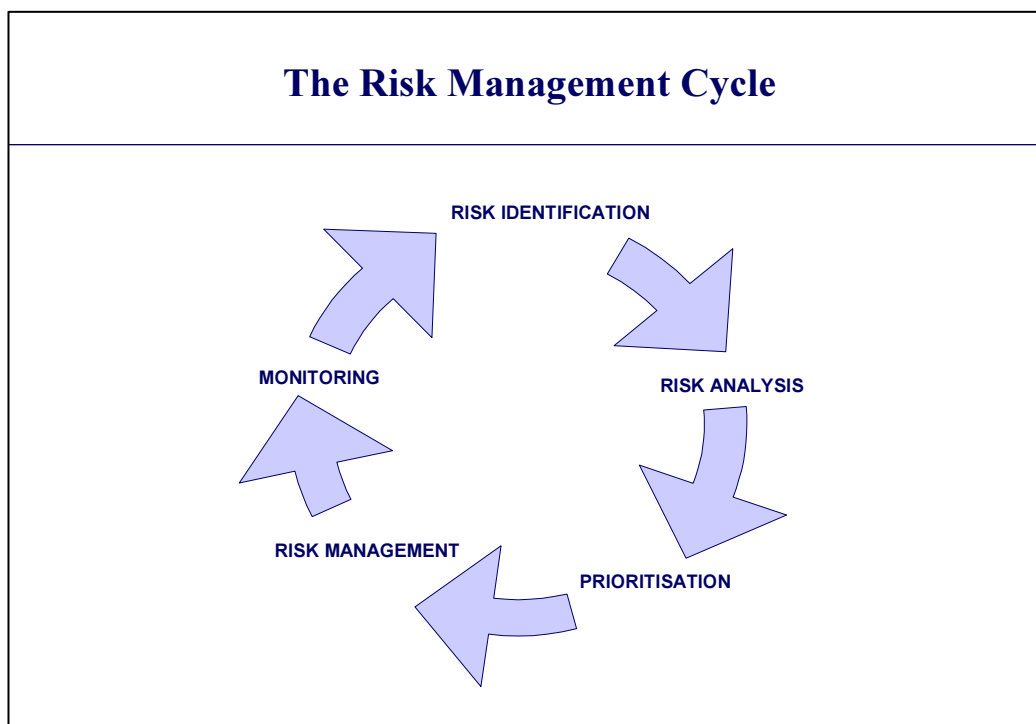 The Risk Management Cycle
RISK IDENTIFICATION
RISK ANALYSIS
PRIORITISATION
RISK MANAGEMENT
MONITORING